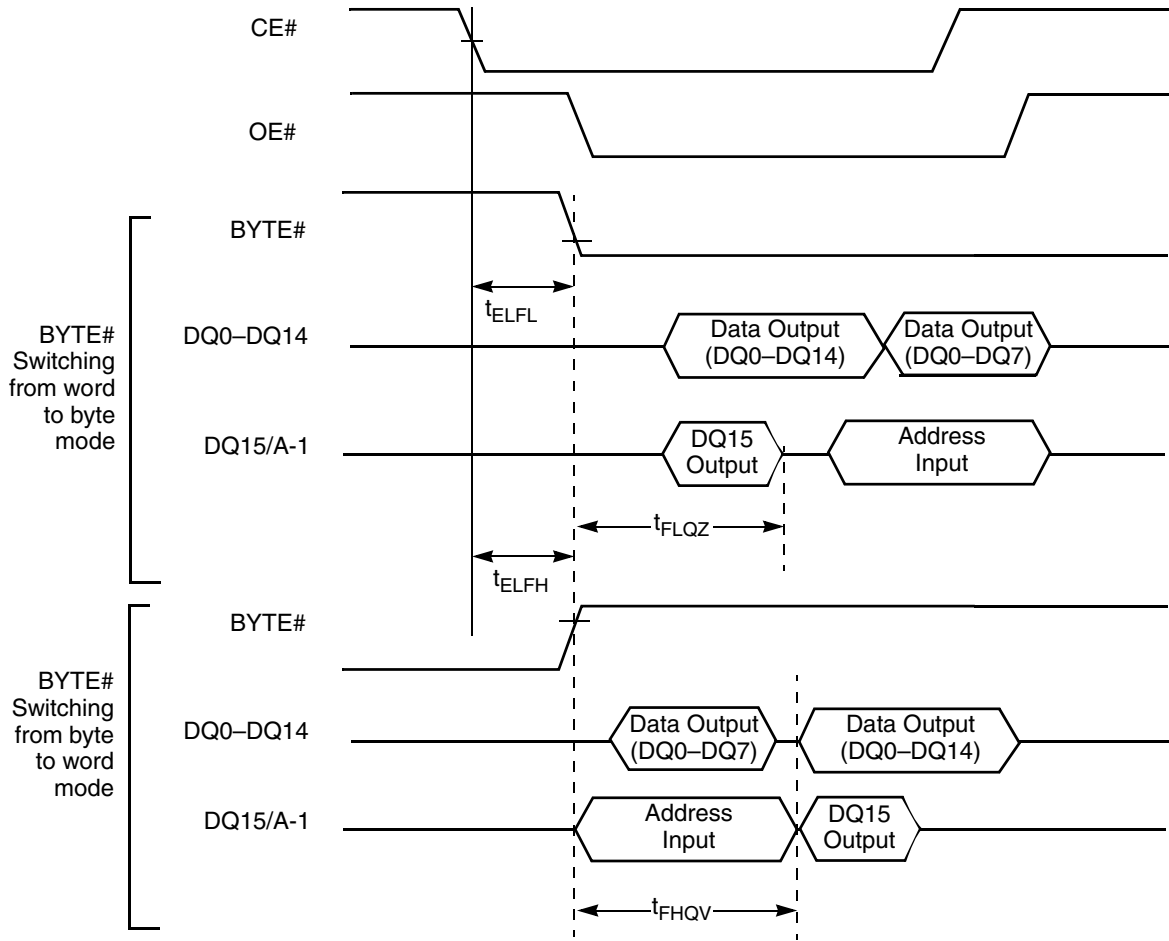 CE#
OE#
BYTE#
tELFL
BYTE#
Switching
from word
to byte
mode
DQ0–DQ14
Data Output
(DQ0–DQ14)
Data Output
(DQ0–DQ7)
DQ15/A-1
DQ15
Output
Address
Input
tFLQZ
tELFH
BYTE#
BYTE#
Switching
from byte
to word
mode
DQ0–DQ14
Data Output
(DQ0–DQ7)
Data Output
(DQ0–DQ14)
DQ15/A-1
Address
Input
DQ15
Output
tFHQV